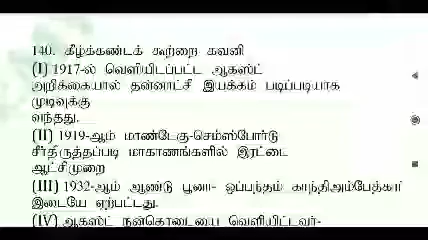 140. கீழ்க்கண்டக் கூற்றை கவனி
(I) 1917-ல் வெளியிடப்பட்ட ஆகஸ்ட்
அறிக்கையால் தன்னாட்சி இயக்கம் படிப்படியாக
முடிவுக்கு
வந்தது.
(II) 1919-ஆம் மாண்டேகு-செம்ஸ்போர்டு
சீர்திருத்தப்படி மாகாணங்களில் இரட்டை
ஆட்சிமுறை
(III) 1932-ஆம் ஆண்டு பூனா- ஒப்பந்தம் காந்திஅம்பேத்கார்
இடையே ஏற்பட்டது.
(IV) ஆகஸ்ட் நன்கொடையை வெளியிட்டவர்-